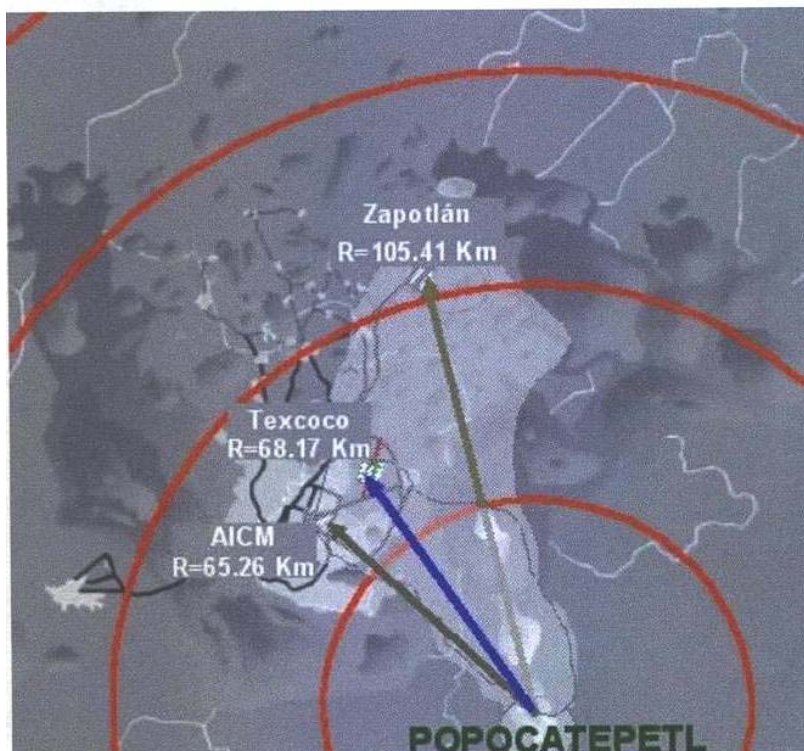 Zapotlán
R=105.41 Km
Texcoco
R=68.17 Km
AICM
R=65.26 Km
POPOCATEPETL